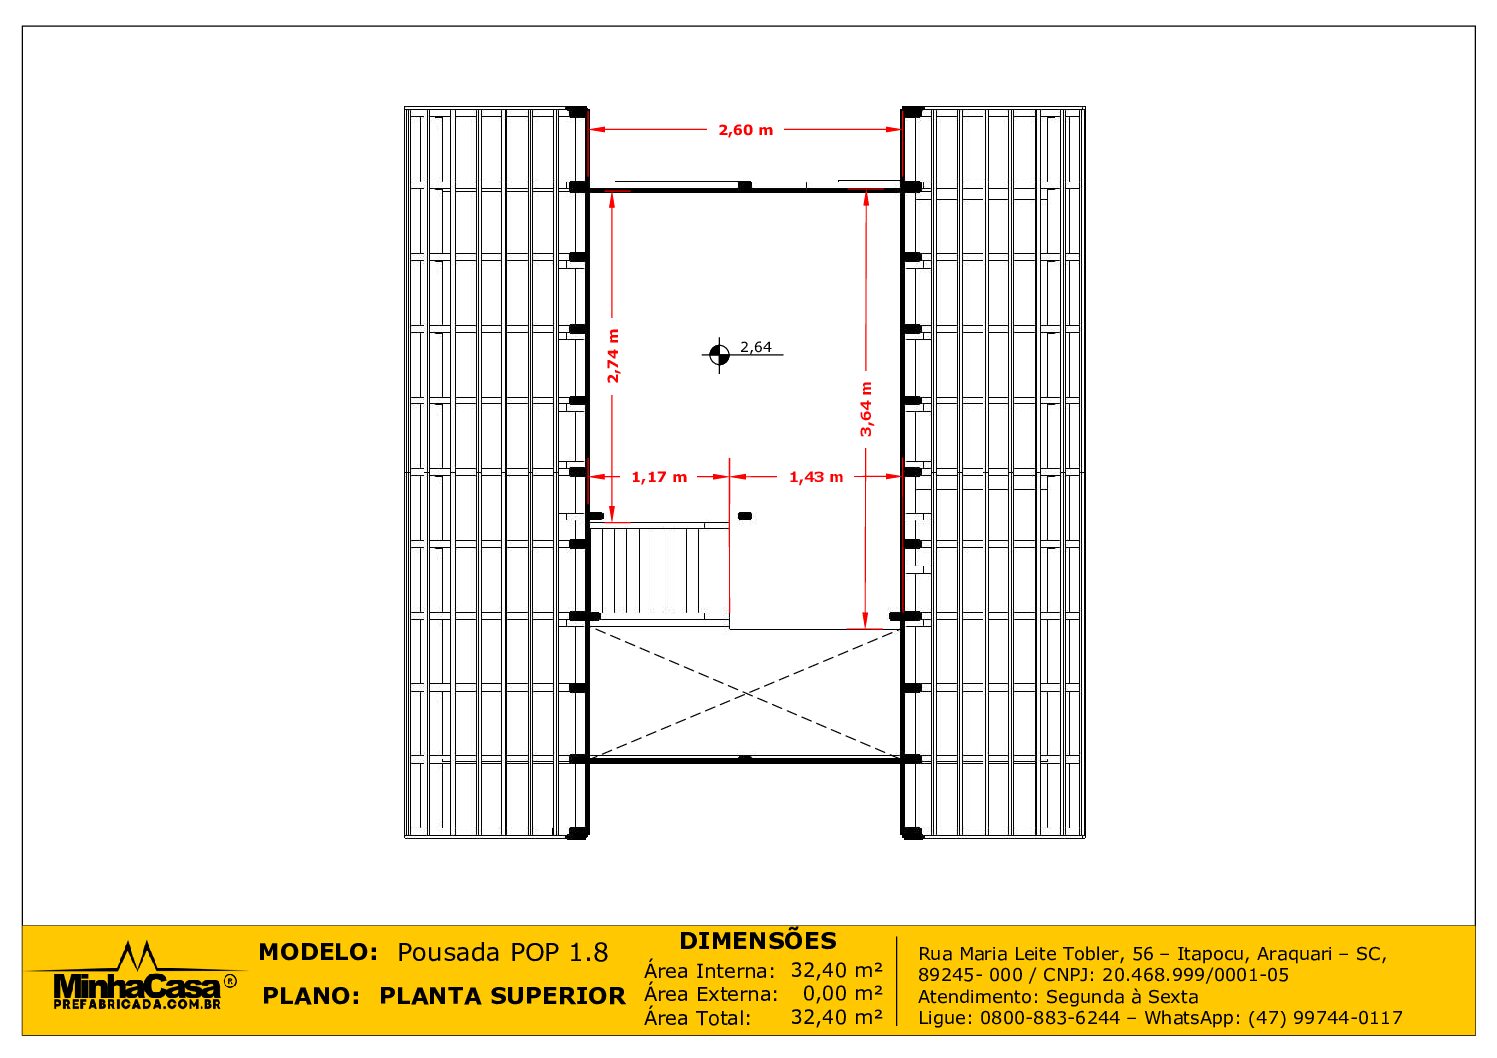 2,60 m
2,64
2,74 m
3,64 m
1,17 m
1,43 m
MinhaCasa®
PREFABRICADA.COM.BR
MODELO: Pousada POP 1.8
PLANO: PLANTA SUPERIOR
DIMENSÕES
Área Interna: 32,40 m²
Área Externa: 0,00 m²
Área Total: 32,40 m²
Rua Maria Leite Tobler, 56 – Itapocu, Araquari – SC,
89245- 000 / CNPJ: 20.468.999/0001-05
Atendimento: Segunda à Sexta
Ligue: 0800-883-6244 – WhatsApp: (47) 99744-0117